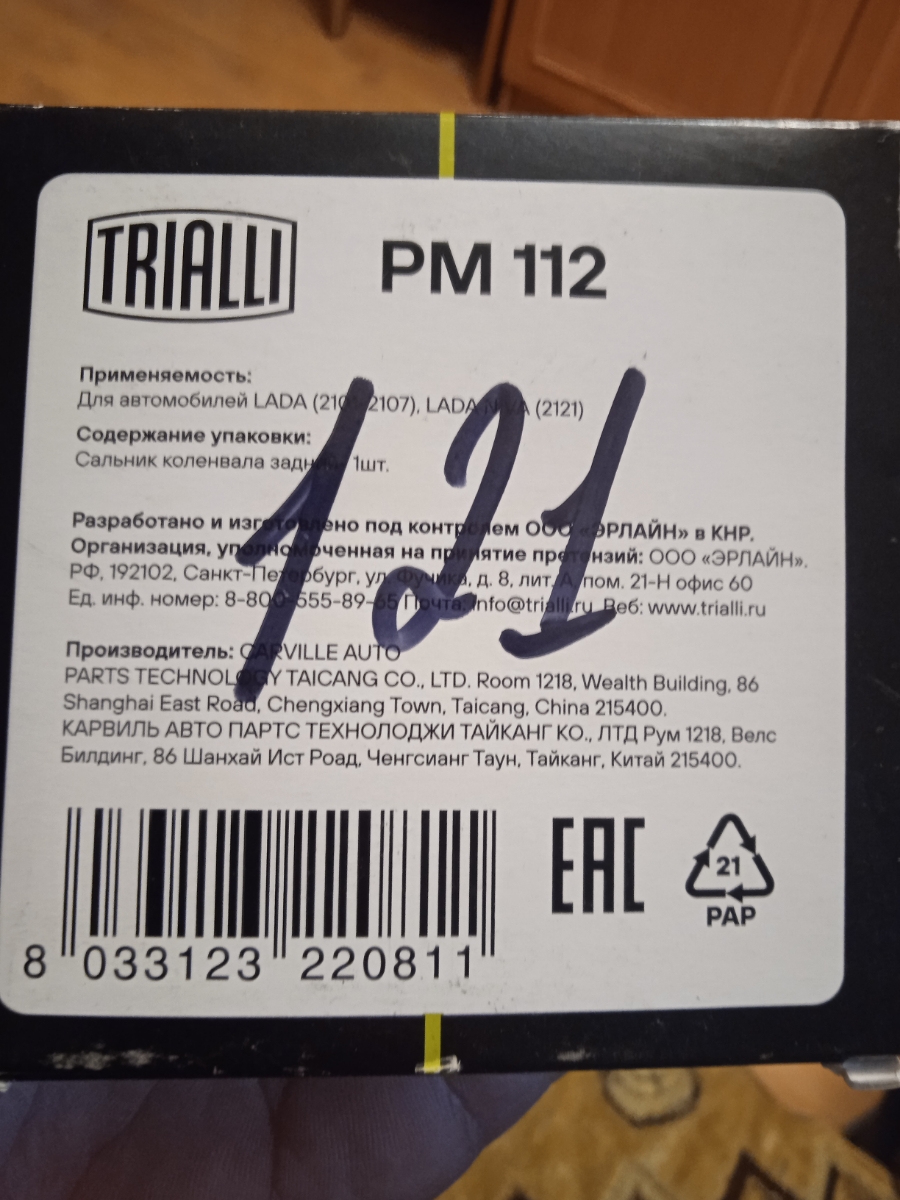 TRIALLI
PM 112
Применяемость:
Для автомобилей LADA (2101-2107), LADA NIVA (2121)
Содержание упаковки:
Сальник коленвала задний - 1шт.
121
Разработано и изготовлено под контролем ООО «ЭРЛАЙН» в КНР.
Организация, уполномоченная на принятие претензий: ООО «ЭРЛАЙН».
РФ, 192102, Санкт-Петербург, ул. Фучика, д. 8, лит. А, пом. 21-Н офис 60
Ед. инф. номер: 8-800-555-89-65 Почта: info@trialli.ru Веб: www.trialli.ru
Производитель: CARVILLE AUTO
PARTS TECHNOLOGY TAICANG CO., LTD. Room 1218, Wealth Building, 86
Shanghai East Road, Chengxiang Town, Taicang, China 215400.
КАРВИЛЬ АВТО ПАРТС ТЕХНОЛОДЖИ ТАЙКАНГ КО., ЛТД Рум 1218, Велс
Билдинг, 86 Шанхай Ист Роад, Ченгсианг Таун, Тайканг, Китай 215400.
8 033123 220811
EAC
21
PAP